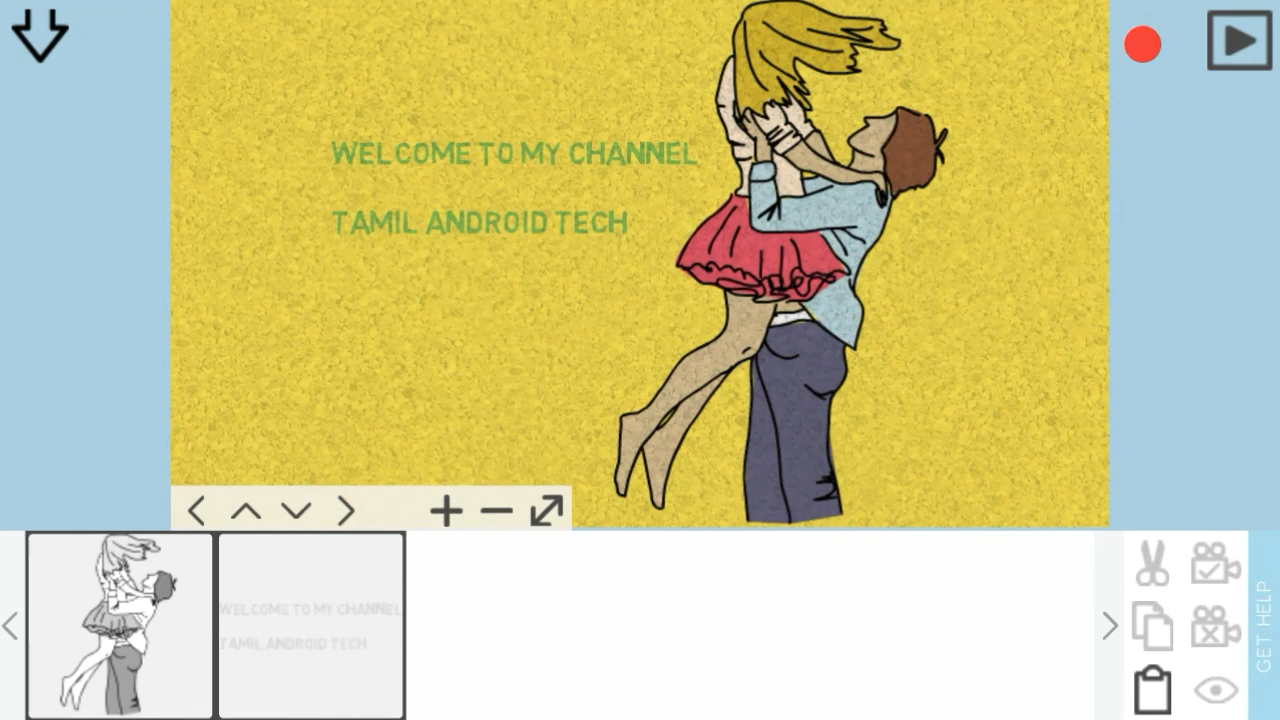 WELCOME TO MY CHANNEL
TAMIL ANDROID TECH
WELCOME TO MY CHANNEL
TAMIL ANDROID TECH
GET HELP